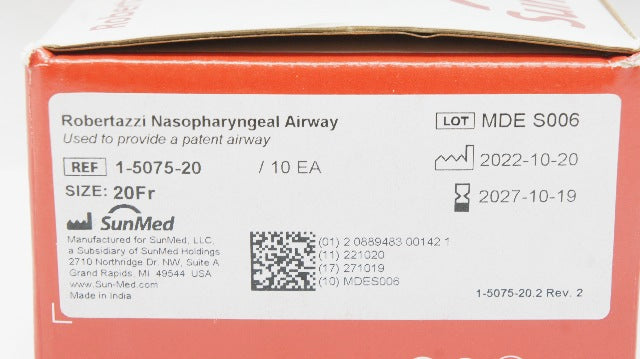 Robertazzi
Robertazzi Nasopharyngeal Airway
Used to provide a patent airway
REF 1-5075-20 / 10 EA
SIZE: 20Fr
SunMed
Manufactured for SunMed, LLC,
a Subsidiary of SunMed Holdings
2710 Northridge Dr. NW, Suite A
Grand Rapids, MI 49544 USA
www.Sun-Med.com
Made in India
LOT MDE S006
2022-10-20
2027-10-19
(01) 2 0889483 00142 1
(11) 221020
(17) 271019
(10) MDES006
1-5075-20.2 Rev. 2